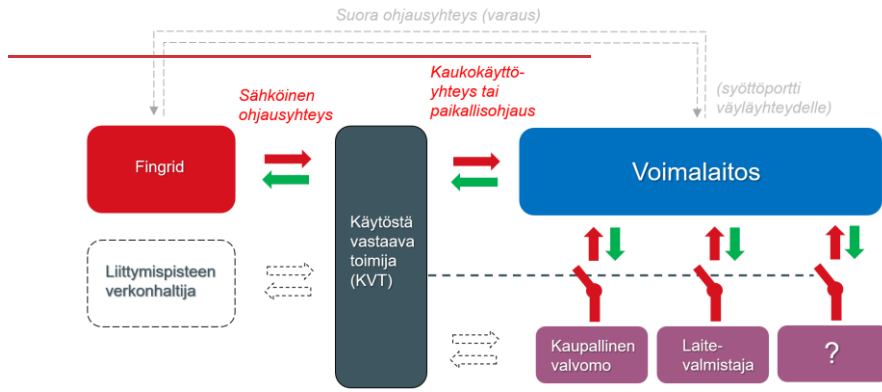 Suora ohjausyhteys (varaus)
Sähköinen
ohjausyhteys
Kaukokäyttö-
yhteys tai
paikallisohjaus
(syöttöportti
väyläyhteydelle)
Fingrid
Voimalaitos
Käytöstä
vastaava
toimija
(KVT)
Liittymispisteen
verkonhaltija
Kaupallinen
valvomo
Laite-
valmistaja
?